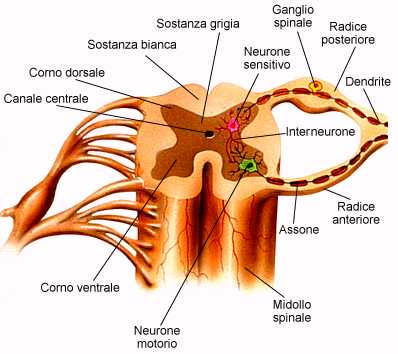 Ganglio
spinale
Sostanza grigia
Radice
posteriore
Sostanza bianca
Neurone
sensitivo
Corno dorsale
Dendrite
Canale centrale
Interneurone
Radice
anteriore
Assone
Corno ventrale
Midollo
spinale
Neurone
motorio